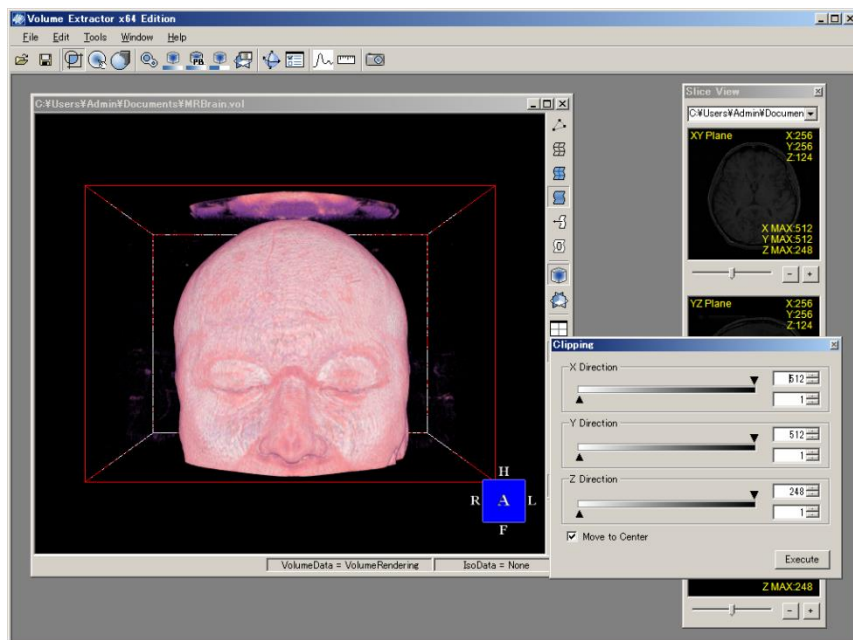 Volume Extractor x64 Edition
File Edit Tools Window Help
PB
C:¥Users¥Admin¥Documents¥MRBrain.vol
H
R A L
F
VolumeData = VolumeRendering
IsoData = None
Slice View
C:¥Users¥Admin¥Documen
XY Plane
X:256
Y:256
Z:124
X MAX:512
Y MAX:512
Z MAX:248
- +
YZ Plane
X:256
Y:256
Z:124
Clipping
X Direction
512
1
Y Direction
512
1
Z Direction
248
1
Move to Center
Execute
Z MAX:248
- +